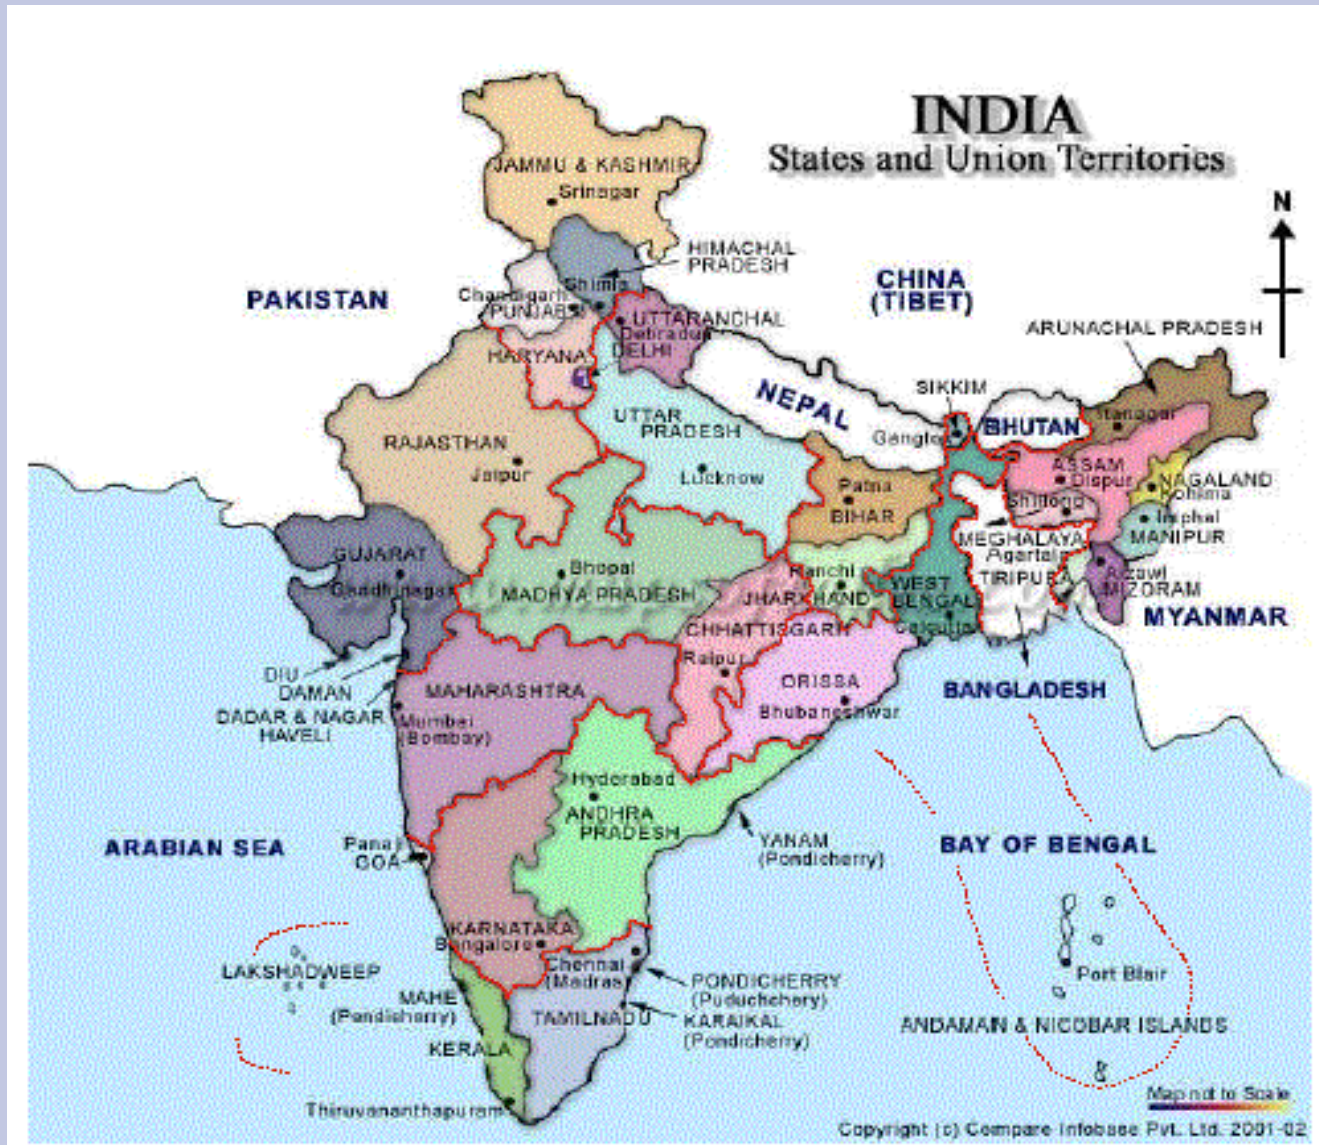 INDIA
States and Union Territories
N
JAMMU & KASHMIR
Srinagar
HIMACHAL
PRADESH
Shimla
PAKISTAN
CHINA
(TIBET)
Chandigarh
PUNJAB
UTTARANCHAL
Dehradun
DELHI
HARYANA
ARUNACHAL PRADESH
SIKKIM
NEPAL
BHUTAN
Itanagar
Gangtok
UTTAR
PRADESH
RAJASTHAN
Jaipur
Lucknow
ASSAM
Dispur
NAGALAND
Kohima
Patna
BIHAR
Shillong
Imphal
MANIPUR
MEGHALAYA
Agartala
TIRIPURA
Aizawl
MIZORAM
GUJARAT
Gandhinagar
Bhopal
MADHYA PRADESH
Ranchi
JHARKHAND
WEST
BENGAL
Calcutta
MYANMAR
CHHATTISGARH
Raipur
DIU
DAMAN
DADAR & NAGAR
HAVELI
MAHARASHTRA
Mumbai
(Bombay)
ORISSA
Bhubaneshwar
BANGLADESH
Hyderabad
ANDHRA
PRADESH
YANAM
(Pondicherry)
ARABIAN SEA
Panaji
GOA
BAY OF BENGAL
KARNATAKA
Bangalore
LAKSHADWEEP
Chennai
(Madras)
PONDICHERRY
(Puduchchery)
Port Blair
MAHE
(Pondicherry)
TAMILNADU
KARAIKAL
(Pondicherry)
ANDAMAN & NICOBAR ISLANDS
KERALA
Thiruvananthapuram
Map not to Scale
Copyright (c) Compare Infobase Pvt. Ltd. 2001-02